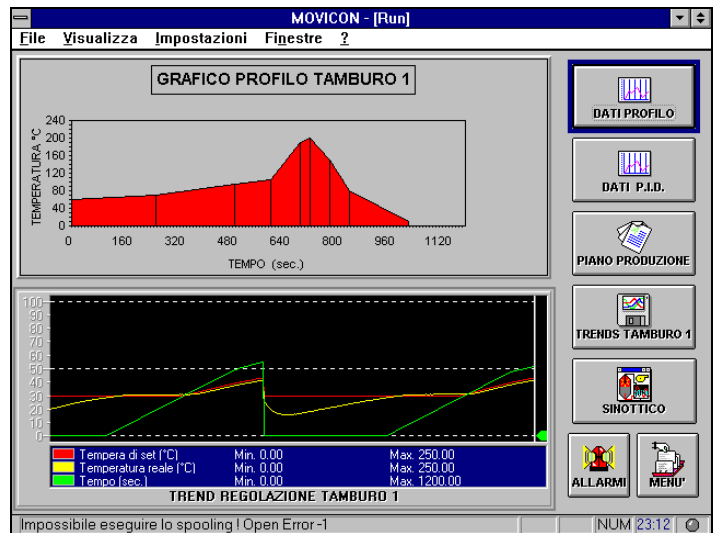 MOVICON - [Run]
File Visualizza Impostazioni Finestre ?
GRAFICO PROFILO TAMBURO 1
TEMPERATURA °C
240
200
160
120
80
40
0
0 160 320 480 640 800 960 1120
TEMPO (sec.)
100
90
80
70
60
50
40
30
20
10
0
Tempera di set (°C) Min. 0.00 Max. 250.00
Temperatura reale (°C) Min. 0.00 Max. 250.00
Tempo (sec.) Min. 0.00 Max. 1200.00
TREND REGOLAZIONE TAMBURO 1
DATI PROFILO
DATI P.I.D.
PIANO PRODUZIONE
TRENDS TAMBURO 1
SINOTTICO
ALLARMI
MENU'
Impossibile eseguire lo spooling ! Open Error -1
NUM 23:12